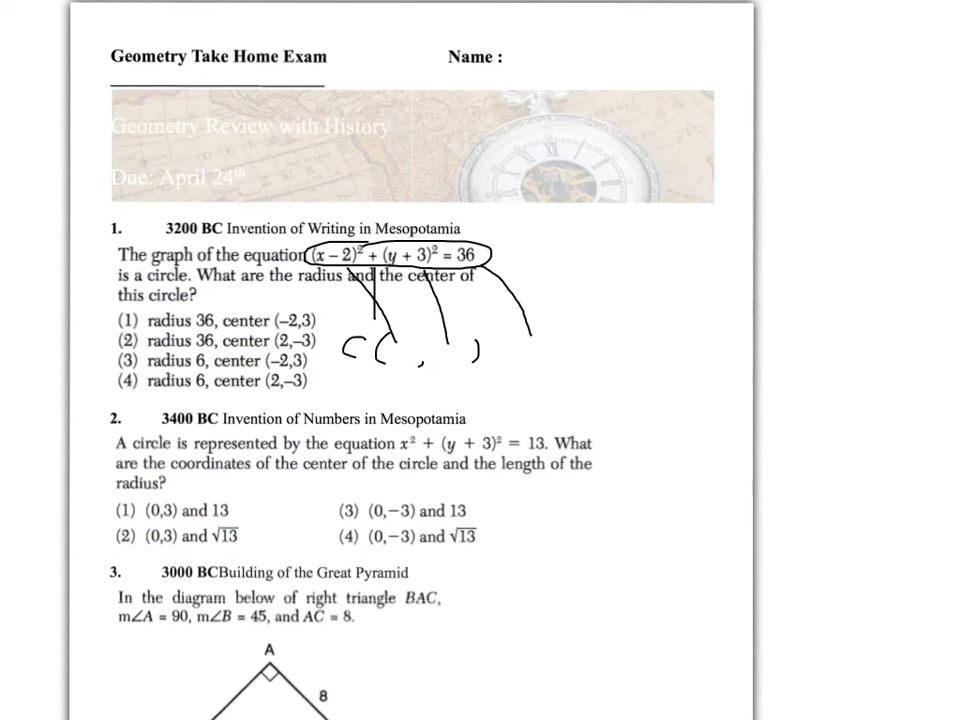 Geometry Take Home Exam Name :
Geometry Review with History
Due: April 24th
1. 3200 BC Invention of Writing in Mesopotamia
The graph of the equation (x – 2)² + (y + 3)² = 36
is a circle. What are the radius and the center of
this circle?
(1) radius 36, center (–2,3)
(2) radius 36, center (2,–3)
(3) radius 6, center (–2,3)
(4) radius 6, center (2,–3)
C ( , )
2. 3400 BC Invention of Numbers in Mesopotamia
A circle is represented by the equation x² + (y + 3)² = 13. What
are the coordinates of the center of the circle and the length of the
radius?
(1) (0,3) and 13 (3) (0,−3) and 13
(2) (0,3) and √13 (4) (0,−3) and √13
3. 3000 BCBuilding of the Great Pyramid
In the diagram below of right triangle BAC,
m∠A = 90, m∠B = 45, and AC = 8.
A
8